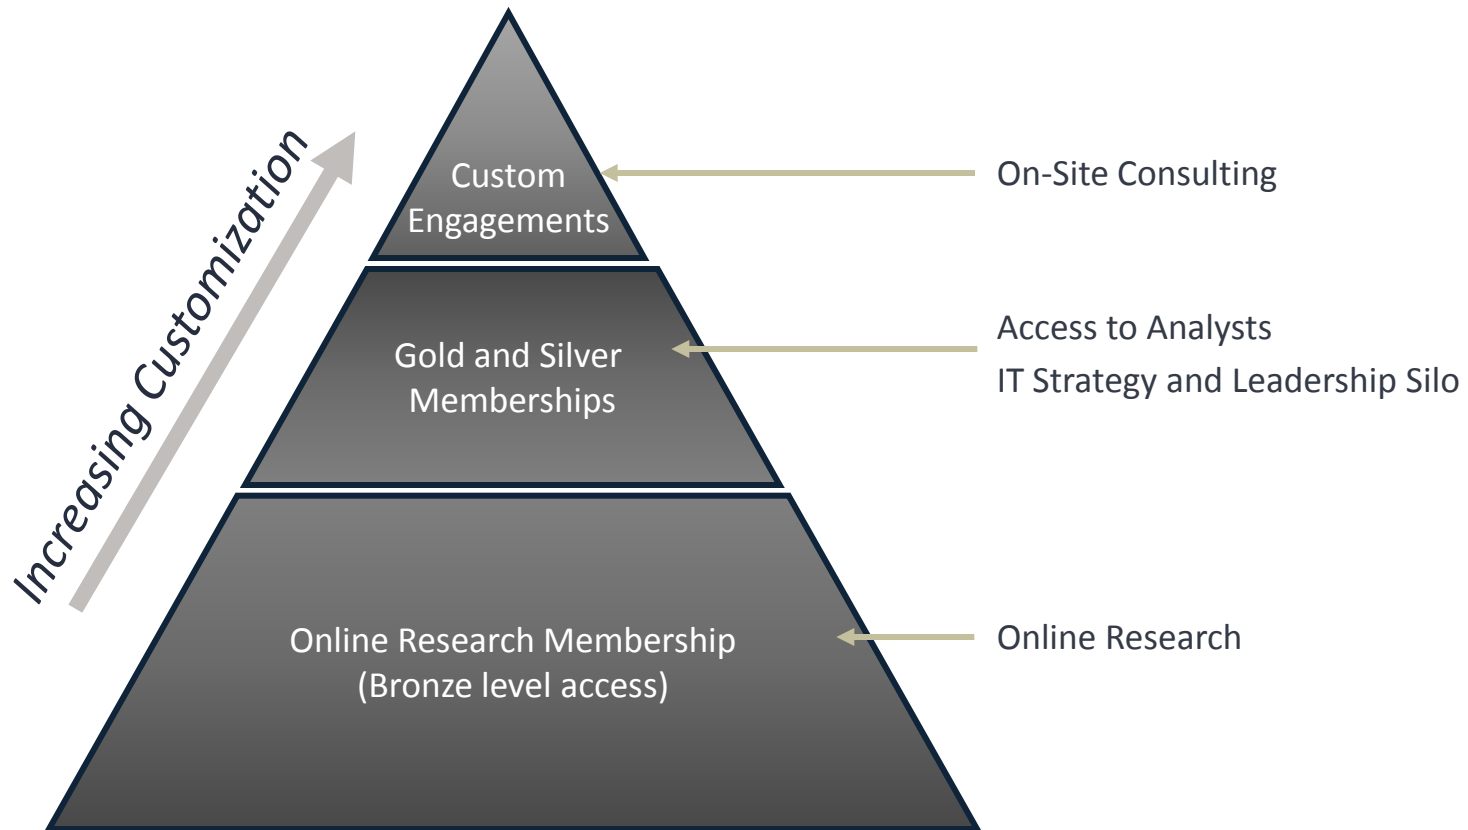 Increasing Customization
Custom
Engagements
On-Site Consulting
Gold and Silver
Memberships
Access to Analysts
IT Strategy and Leadership Silo
Online Research Membership
(Bronze level access)
Online Research